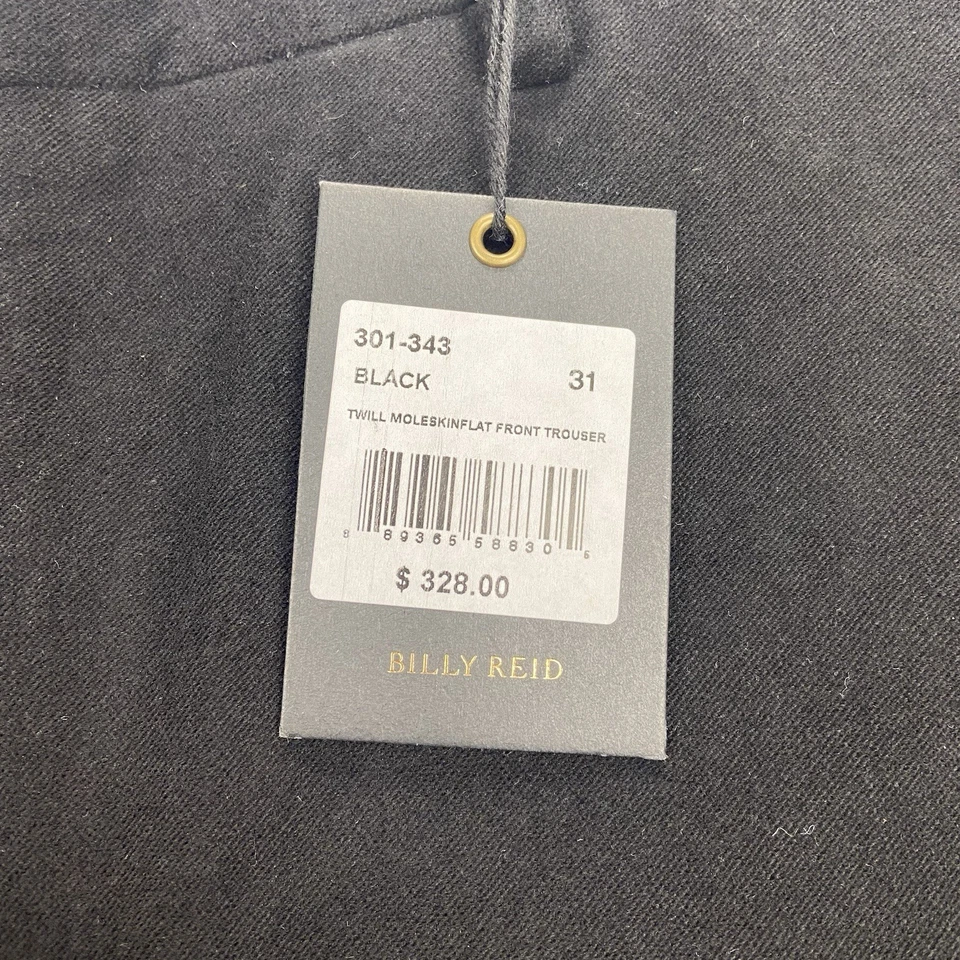 301-343
BLACK 31
TWILL MOLESKINFLAT FRONT TROUSER
8 89365 58830 5
$ 328.00
BILLY REID